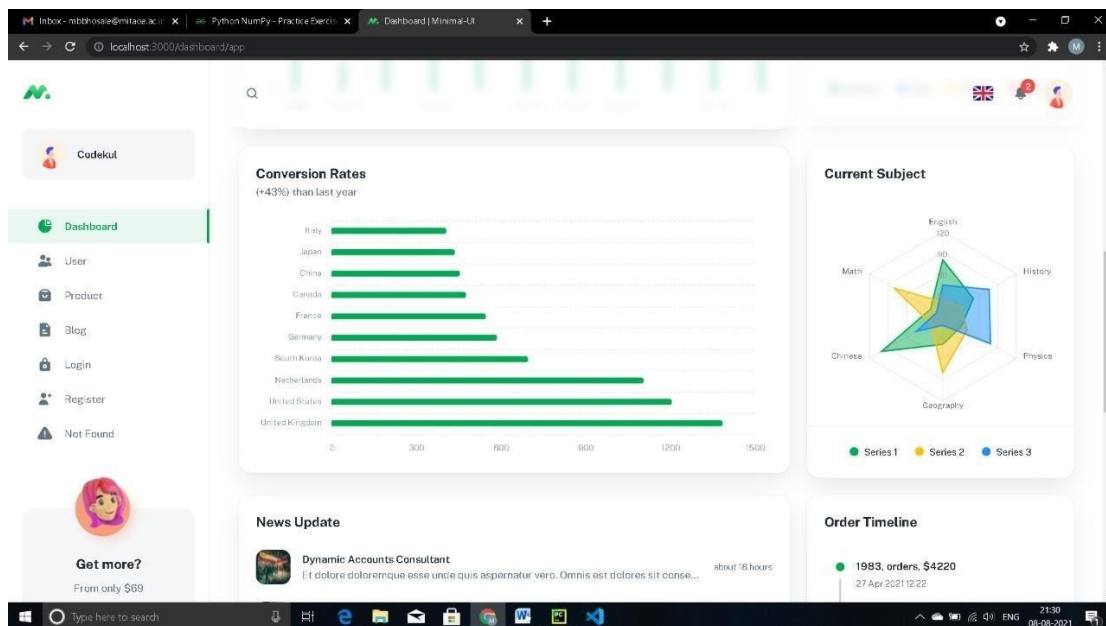 Inbox - mbbhosale@mitaoe.ac.in
Python NumPy - Practice Exercis
Dashboard | Minimal-UI
localhost:3000/dashboard/app
M
2
Codekul
Dashboard
User
Product
Blog
Login
Register
Not Found
Get more?
From only $69
Conversion Rates
(+43%) than last year
Italy
Japan
China
Canada
France
Germany
South Korea
Netherlands
United States
United Kingdom
0 300 600 900 1200 1500
Current Subject
English
120
90
Math
History
Chinese
Physics
Geography
Series 1 Series 2 Series 3
News Update
Dynamic Accounts Consultant
Et dolore doloremque esse unde quis aspernatur vero. Omnis est dolores sit conse...
about 18 hours
Order Timeline
1983, orders, $4220
27 Apr 2021 12:22
Type here to search
ENG
21:30
08-08-2021